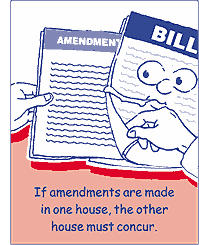 AMENDMENT
BILL
If amendments are made
in one house, the other
house must concur.